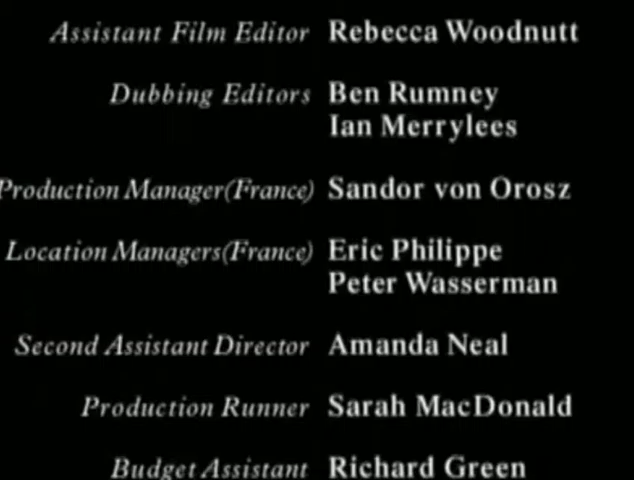 Assistant Film Editor Rebecca Woodnutt
Dubbing Editors Ben Rumney
Ian Merrylees
Production Manager(France) Sandor von Orosz
Location Managers(France) Eric Philippe
Peter Wasserman
Second Assistant Director Amanda Neal
Production Runner Sarah MacDonald
Budget Assistant Richard Green